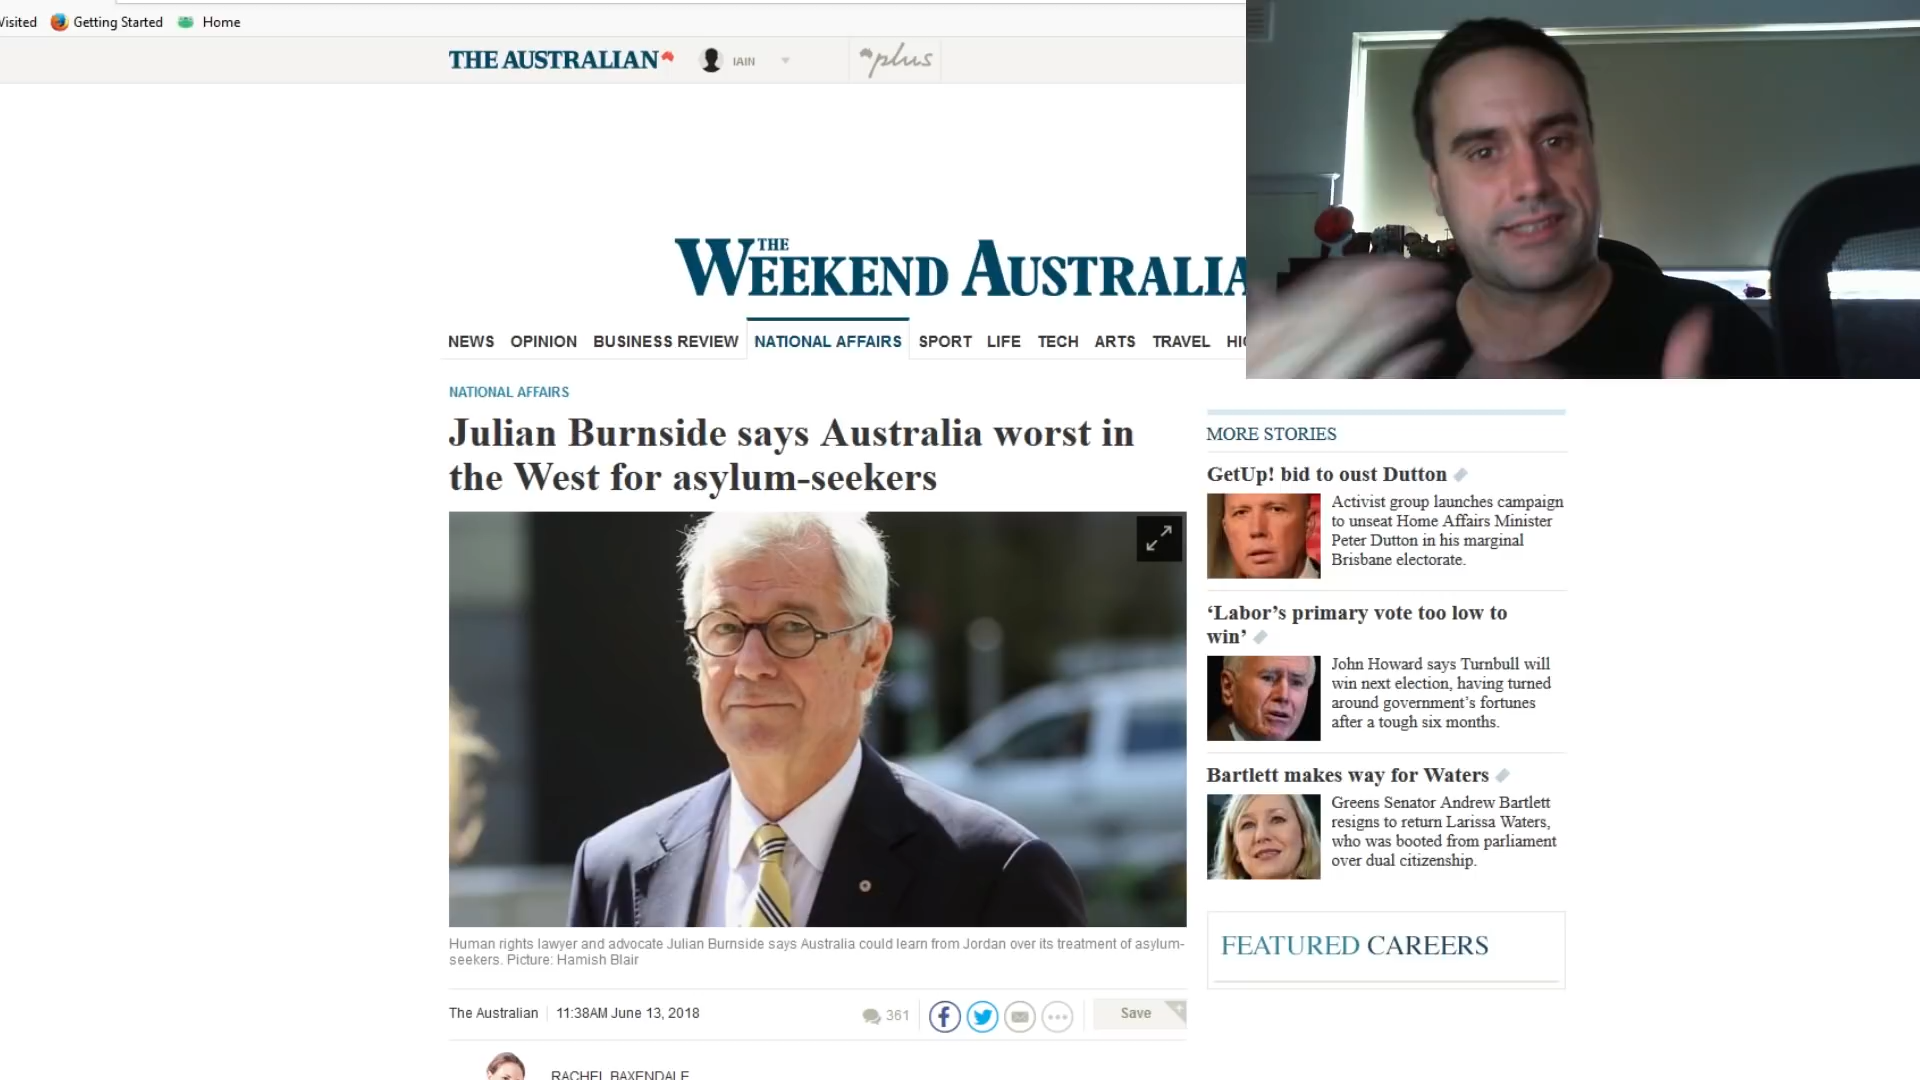 Visited Getting Started Home
THE AUSTRALIAN IAIN plus
THE WEEKEND AUSTRALIA
NEWS OPINION BUSINESS REVIEW NATIONAL AFFAIRS SPORT LIFE TECH ARTS TRAVEL HIG
NATIONAL AFFAIRS
Julian Burnside says Australia worst in
the West for asylum-seekers
Human rights lawyer and advocate Julian Burnside says Australia could learn from Jordan over its treatment of asylum-
seekers. Picture: Hamish Blair
The Australian 11:38AM June 13, 2018 361 Save
RACHEL BAXENDALE
MORE STORIES
GetUp! bid to oust Dutton
Activist group launches campaign
to unseat Home Affairs Minister
Peter Dutton in his marginal
Brisbane electorate.
‘Labor’s primary vote too low to
win’
John Howard says Turnbull will
win next election, having turned
around government’s fortunes
after a tough six months.
Bartlett makes way for Waters
Greens Senator Andrew Bartlett
resigns to return Larissa Waters,
who was booted from parliament
over dual citizenship.
FEATURED CAREERS